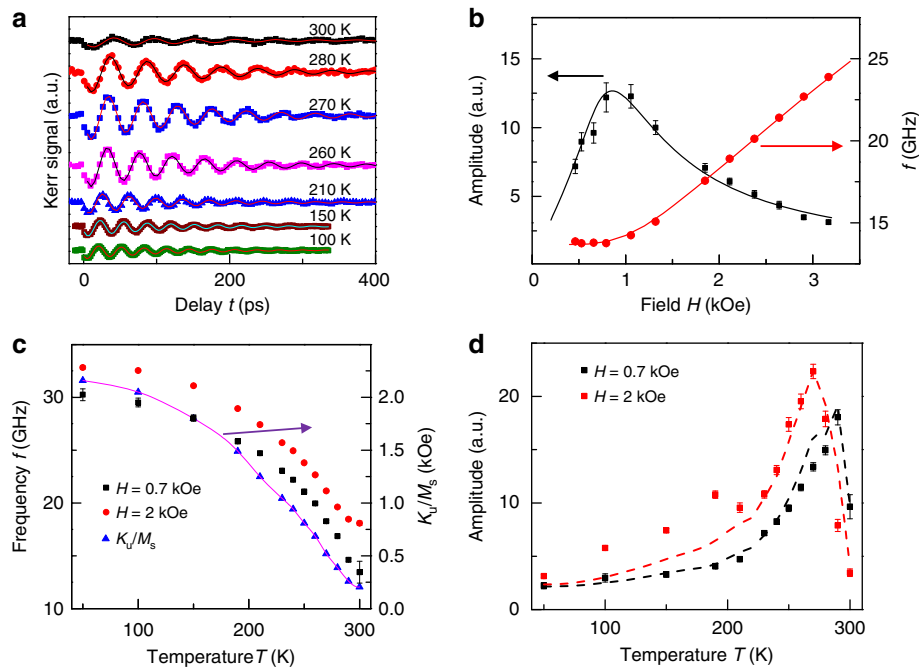 a
300 K
280 K
270 K
260 K
210 K
150 K
100 K
Kerr signal (a.u.)
0 100 200 300 400
Delay t (ps)
b
15
10
5
Amplitude (a.u.)
25
20
15
f (GHz)
0 1 2 3
Field H (kOe)
c
30
20
10
Frequency f (GHz)
H = 0.7 kOe
H = 2 kOe
Ku/Ms
2.0
1.5
1.0
0.5
0.0
Ku/Ms (kOe)
100 200 300
Temperature T (K)
d
H = 0.7 kOe
H = 2 kOe
20
10
0
Amplitude (a.u.)
100 200 300
Temperature T (K)